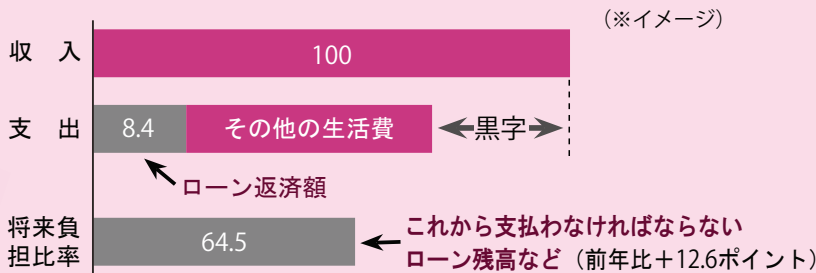 （※イメージ）
収 入
100
支 出
8.4
その他の生活費
黒字
ローン返済額
将来負
担比率
64.5
これから支払わなければならない
ローン残高など（前年比＋12.6ポイント）